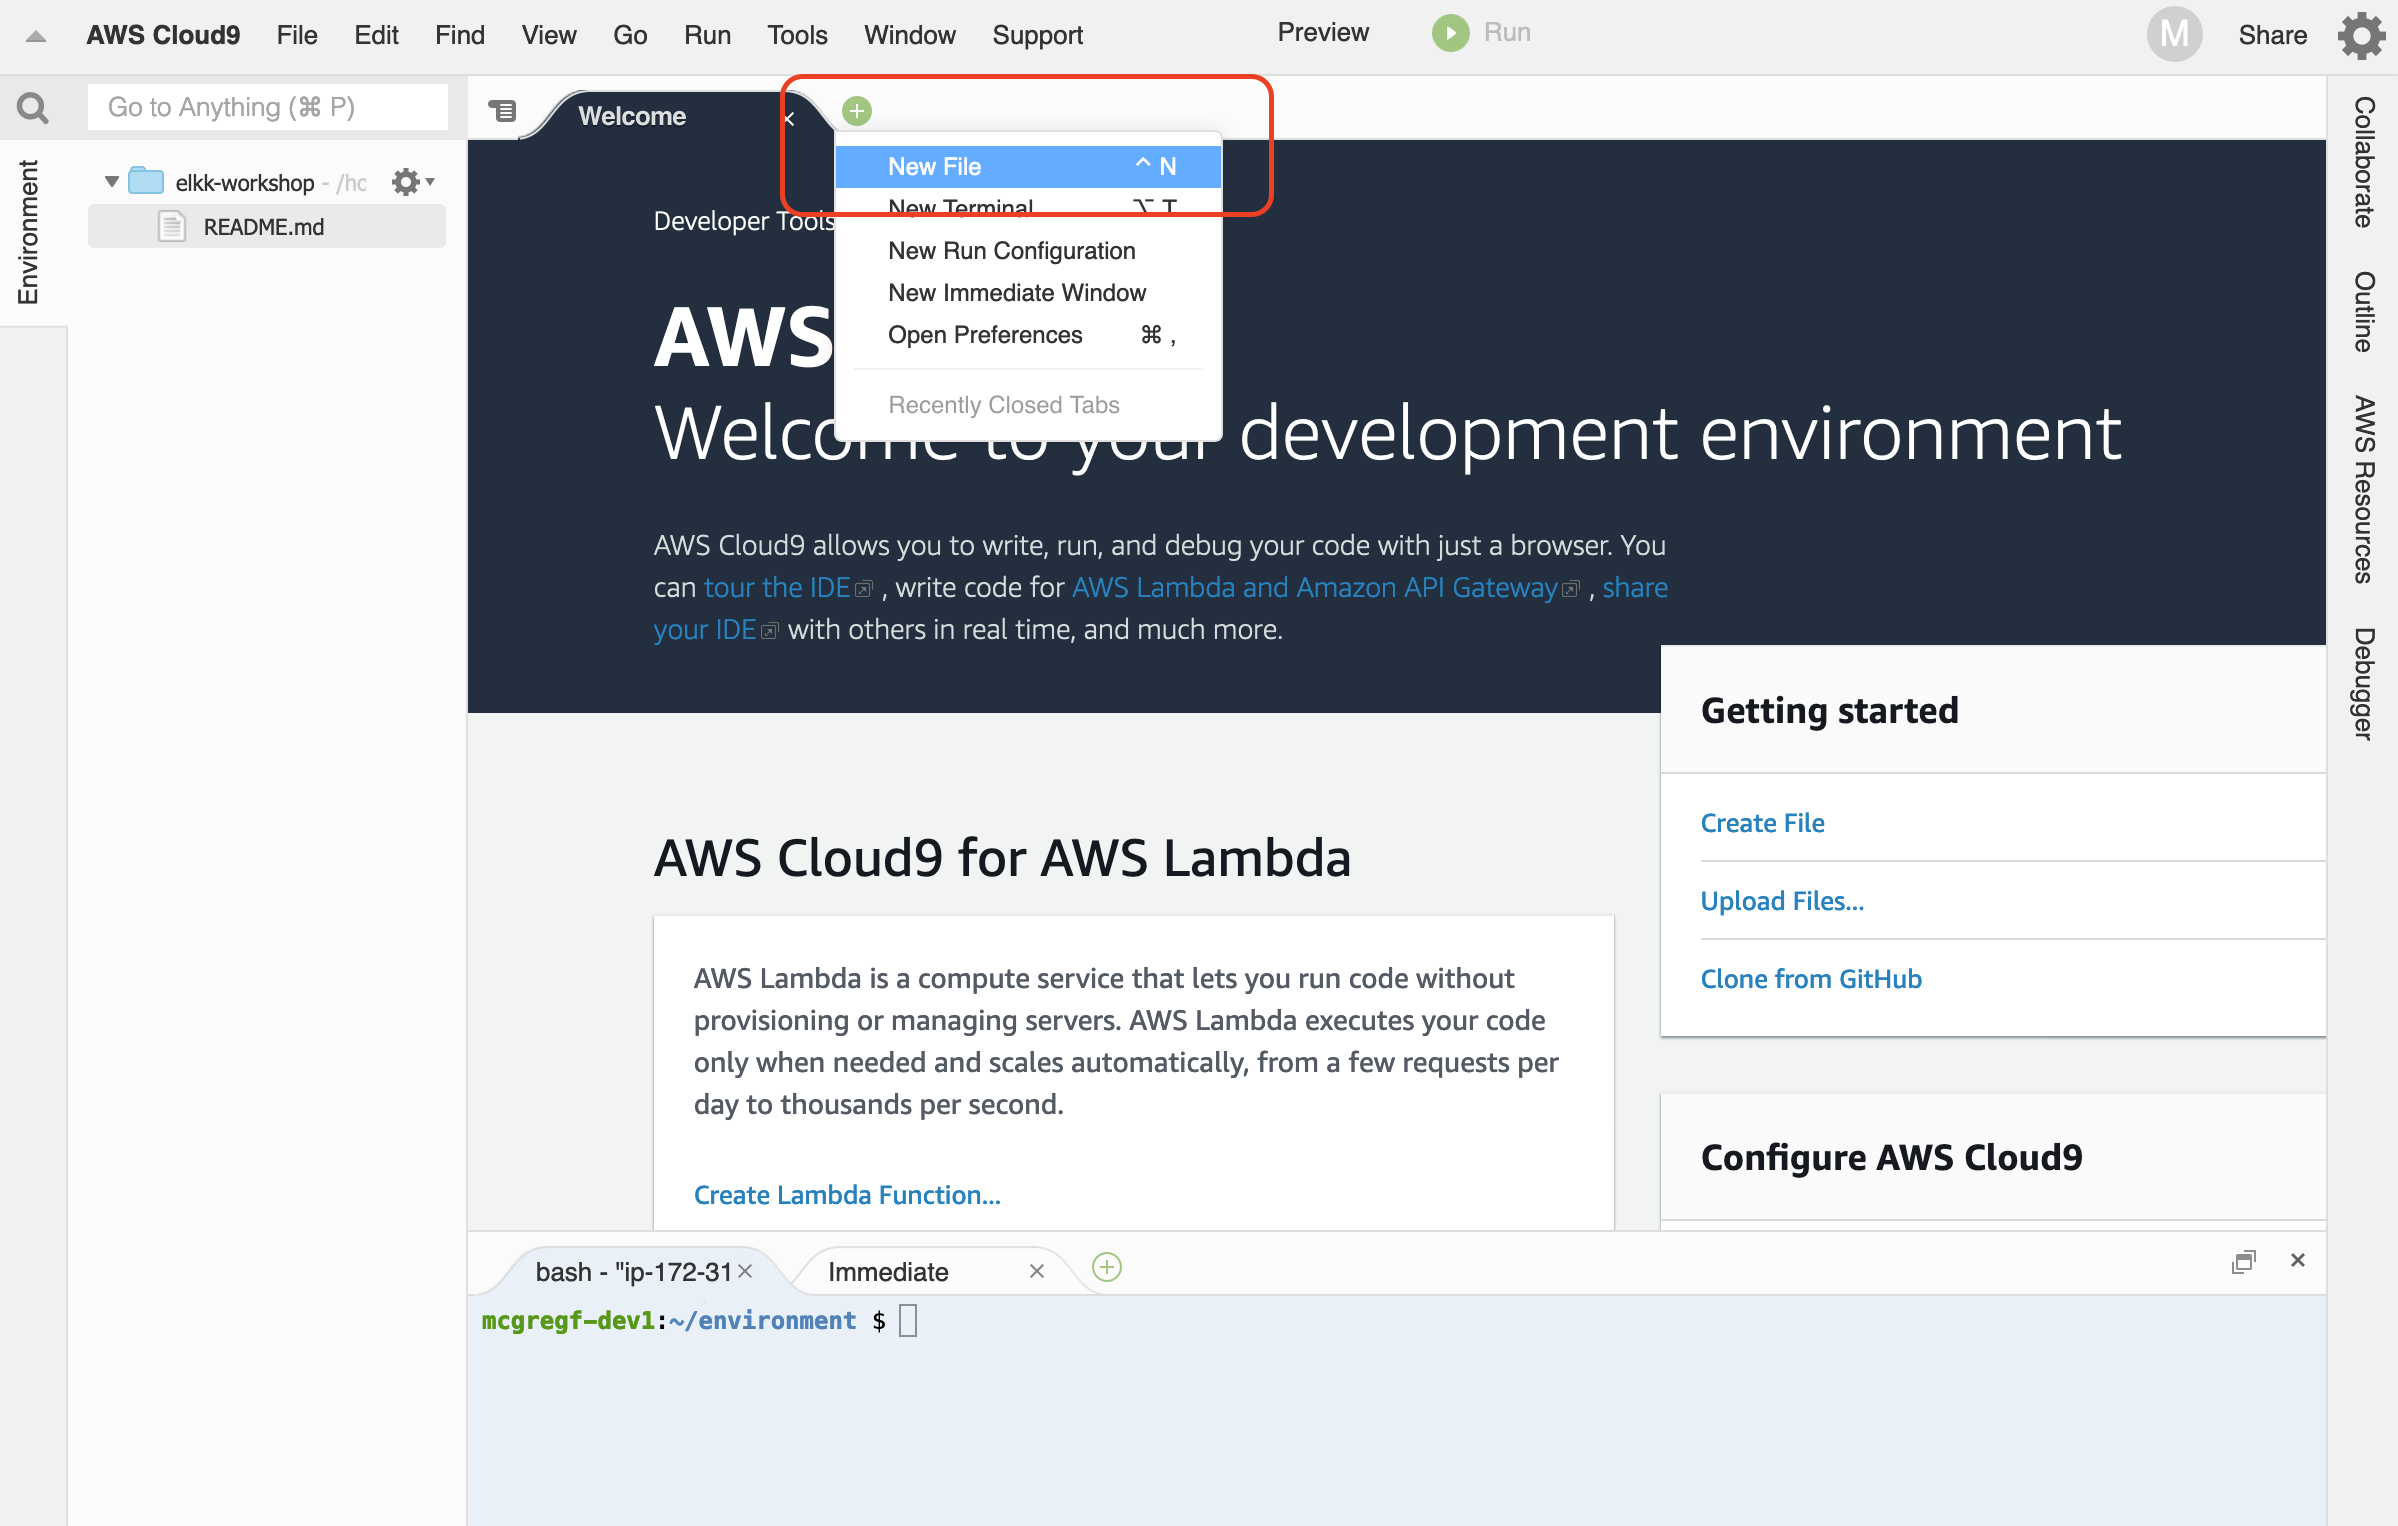 AWS Cloud9 File Edit Find View Go Run Tools Window Support Preview Run M Share
Go to Anything (⌘ P)
Environment
elkk-workshop - /hc
README.md
Welcome
New File ^ N
New Terminal ⌥ T
New Run Configuration
New Immediate Window
Open Preferences ⌘ ,
Recently Closed Tabs
Developer Tools
AWS
Welcome to your development environment
AWS Cloud9 allows you to write, run, and debug your code with just a browser. You
can tour the IDE , write code for AWS Lambda and Amazon API Gateway , share
your IDE with others in real time, and much more.
Getting started
Create File
Upload Files...
Clone from GitHub
AWS Cloud9 for AWS Lambda
AWS Lambda is a compute service that lets you run code without
provisioning or managing servers. AWS Lambda executes your code
only when needed and scales automatically, from a few requests per
day to thousands per second.
Create Lambda Function...
Configure AWS Cloud9
bash - "ip-172-31
Immediate
mcgregf-dev1:~/environment $
Collaborate
Outline
AWS Resources
Debugger